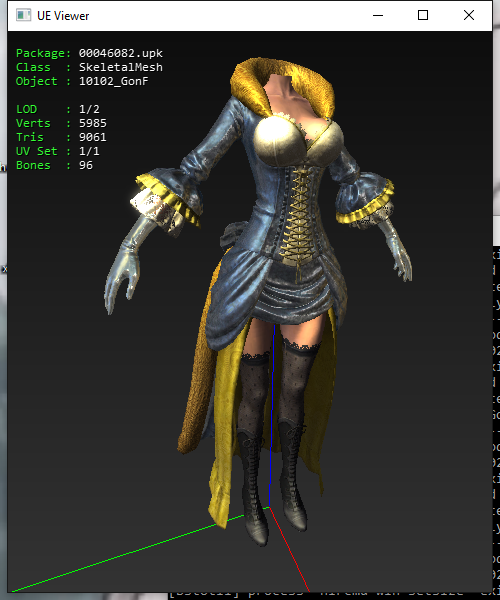 UE Viewer
Package: 00046082.upk
Class  : SkeletalMesh
Object : 10102_GonF
LOD    : 1/2
Verts  : 5985
Tris   : 9061
UV Set : 1/1
Bones  : 96